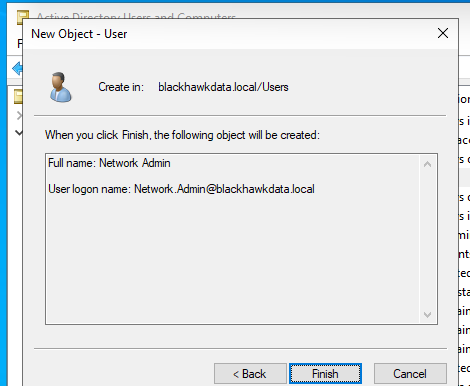 Active Directory Users and Computers
New Object - User
Create in: blackhawkdata.local/Users
When you click Finish, the following object will be created:
Full name: Network Admin
User logon name: Network.Admin@blackhawkdata.local
< Back
Finish
Cancel